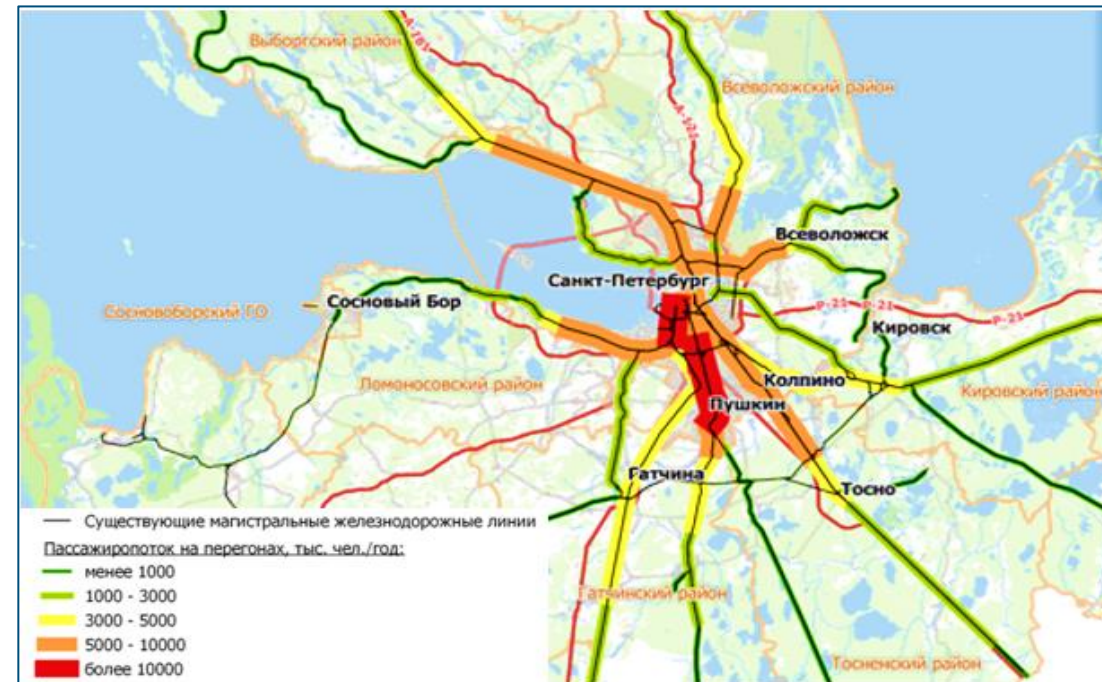 Выборгский район
А-181
Всеволожский район
А-121
Всеволожск
Санкт-Петербург
Сосновый Бор
Сосновоборский ГО
Р-21
Р-21
Р-21
Кировск
Ломоносовский район
Колпино
Кировский район
Пушкин
Гатчина
Тосно
Гатчинский район
Тосненский район
Существующие магистральные железнодорожные линии
Пассажиропоток на перегонах, тыс. чел./год:
менее 1000
1000 - 3000
3000 - 5000
5000 - 10000
более 10000